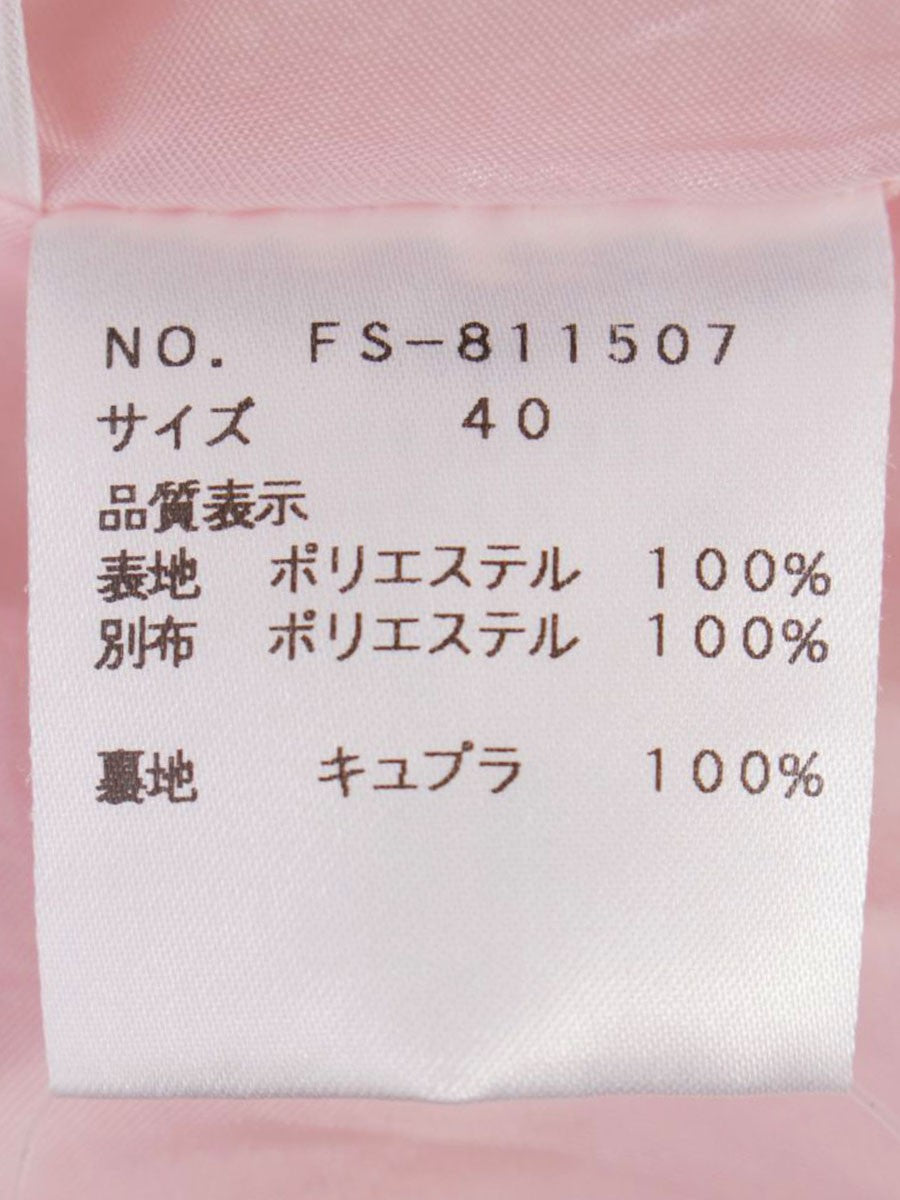 NO. FS-811507
サイズ 40
品質表示
表地 ポリエステル 100%
別布 ポリエステル 100%
裏地 キュプラ 100%